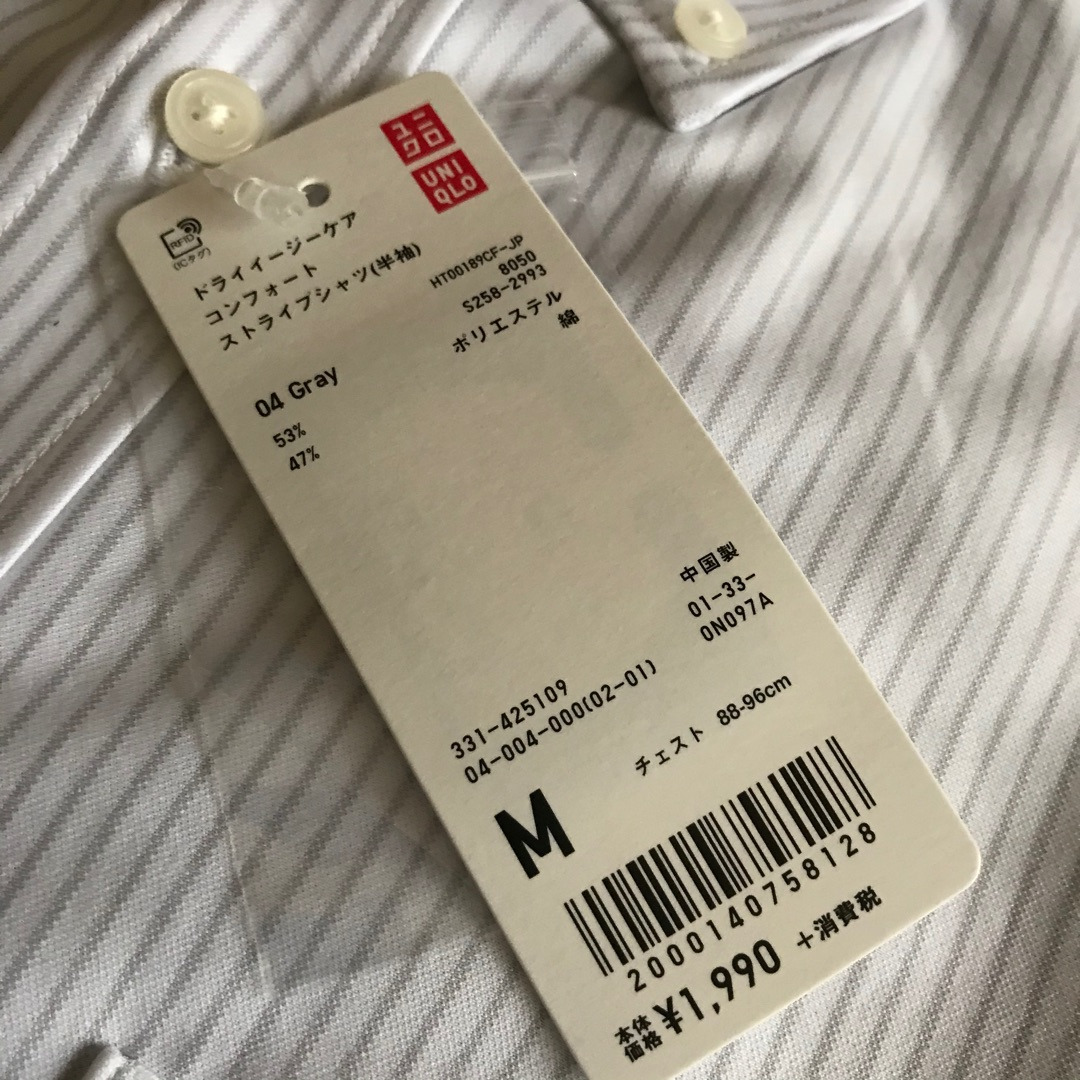 ユニ
クロ
UNI
QLO
RFID
(ICタグ)
ドライイージーケア
コンフォート
ストライプシャツ(半袖)
HT00189CF-JP
8050
S258-2993
04 Gray
ポリエステル
綿
53%
47%
中国製
01-33-
0N097A
331-425109
04-004-000(02-01)
チェスト 88-96cm
M
2000140758128
本体
価格 ¥1,990 +消費税